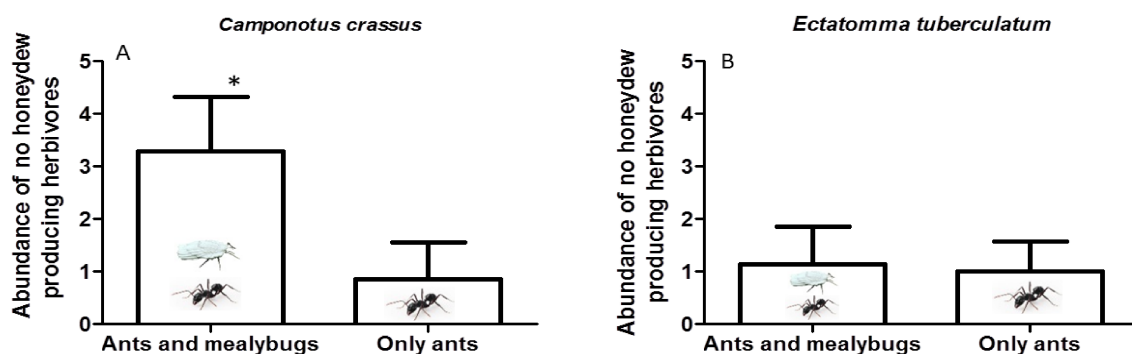 Camponotus crassus
A
Abundance of no honeydew
producing herbivores
5
4
3
2
1
0
*
Ants and mealybugs
Only ants
Ectatomma tuberculatum
B
Abundance of no honeydew
producing herbivores
5
4
3
2
1
0
Ants and mealybugs
Only ants